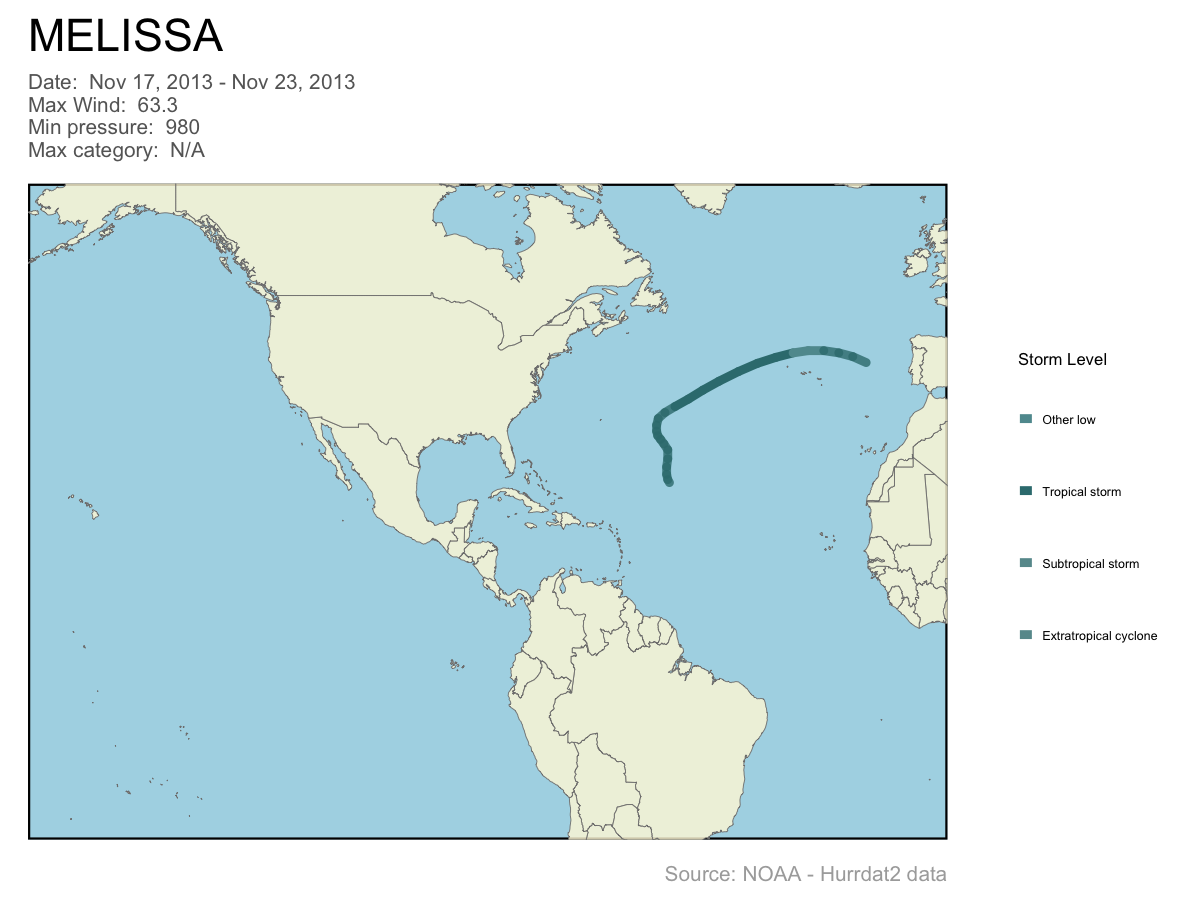 MELISSA
Date:  Nov 17, 2013 - Nov 23, 2013
Max Wind:  63.3
Min pressure:  980
Max category:  N/A
Storm Level
Other low
Tropical storm
Subtropical storm
Extratropical cyclone
Source: NOAA - Hurrdat2 data